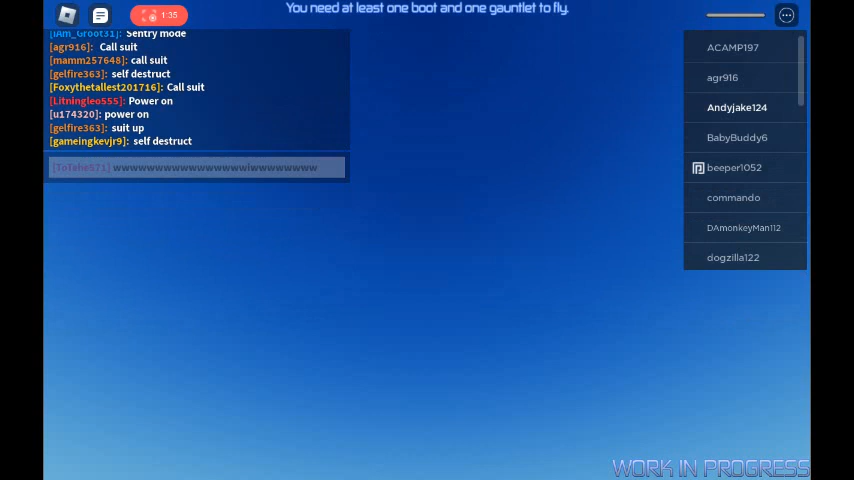 1:35
You need at least one boot and one gauntlet to fly.
[iAm_Groot31]: Sentry mode
[agr916]: Call suit
[mamm257648]: call suit
[gelfire363]: self destruct
[Foxythetallest201716]: Call suit
[Litningleo555]: Power on
[u174320]: power on
[gelfire363]: suit up
[gameingkevjr9]: self destruct
ACAMP197
agr916
Andyjake124
BabyBuddy6
beeper1052
commando
DAmonkeyMan112
dogzilla122
WORK IN PROGRESS